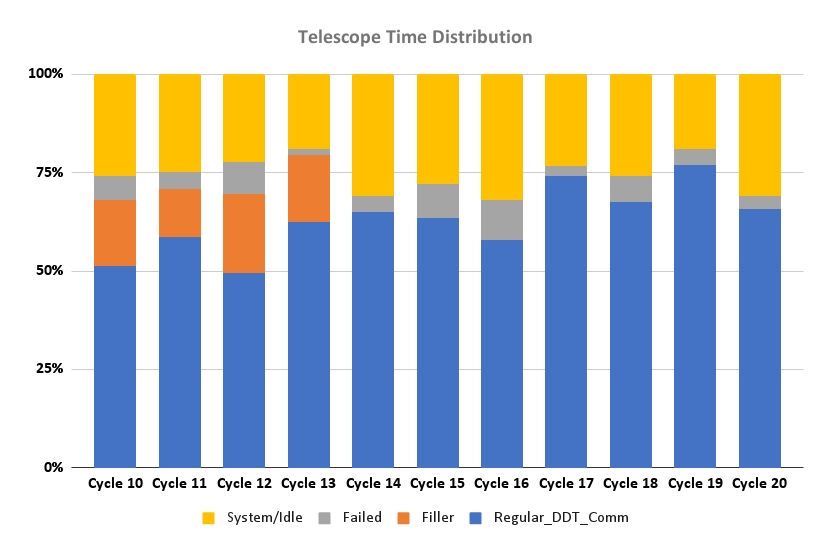 Telescope Time Distribution
100%
75%
50%
25%
0%
Cycle 10 Cycle 11 Cycle 12 Cycle 13 Cycle 14 Cycle 15 Cycle 16 Cycle 17 Cycle 18 Cycle 19 Cycle 20
System/Idle Failed Filler Regular_DDT_Comm